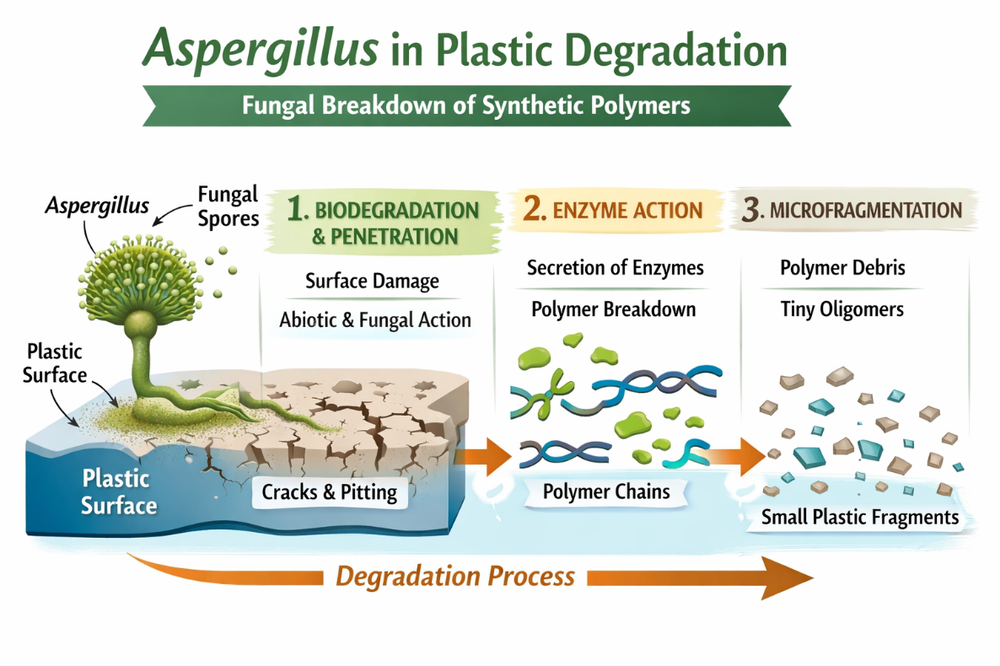 Aspergillus in Plastic Degradation
Fungal Breakdown of Synthetic Polymers
Aspergillus
Fungal
Spores
Plastic
Surface
Plastic
Surface
1. BIODEGRADATION
& PENETRATION
Surface Damage
Abiotic & Fungal Action
Cracks & Pitting
2. ENZYME ACTION
Secretion of Enzymes
Polymer Breakdown
Polymer Chains
3. MICROFRAGMENTATION
Polymer Debris
Tiny Oligomers
Small Plastic Fragments
Degradation Process